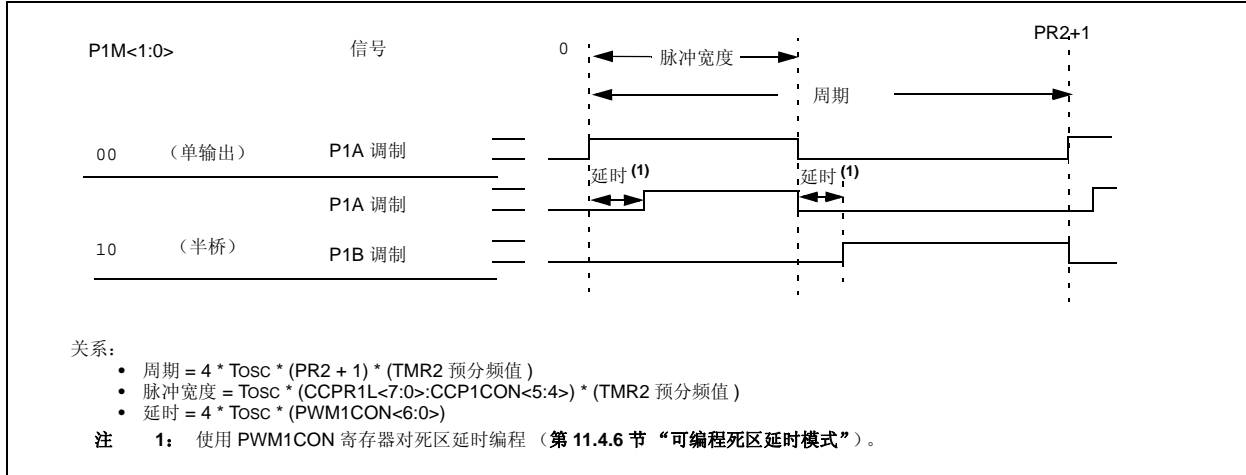 P1M<1:0> 信号 0 PR2+1
脉冲宽度
周期
00 （单输出） P1A 调制
延时(1) 延时(1)
P1A 调制
10 （半桥） P1B 调制
关系：
• 周期 = 4 * TOSC * (PR2 + 1) * (TMR2 预分频值 )
• 脉冲宽度 = TOSC * (CCPR1L<7:0>:CCP1CON<5:4>) * (TMR2 预分频值 )
• 延时 = 4 * TOSC * (PWM1CON<6:0>)
注 1： 使用 PWM1CON 寄存器对死区延时编程 （第 11.4.6 节 “可编程死区延时模式”）。